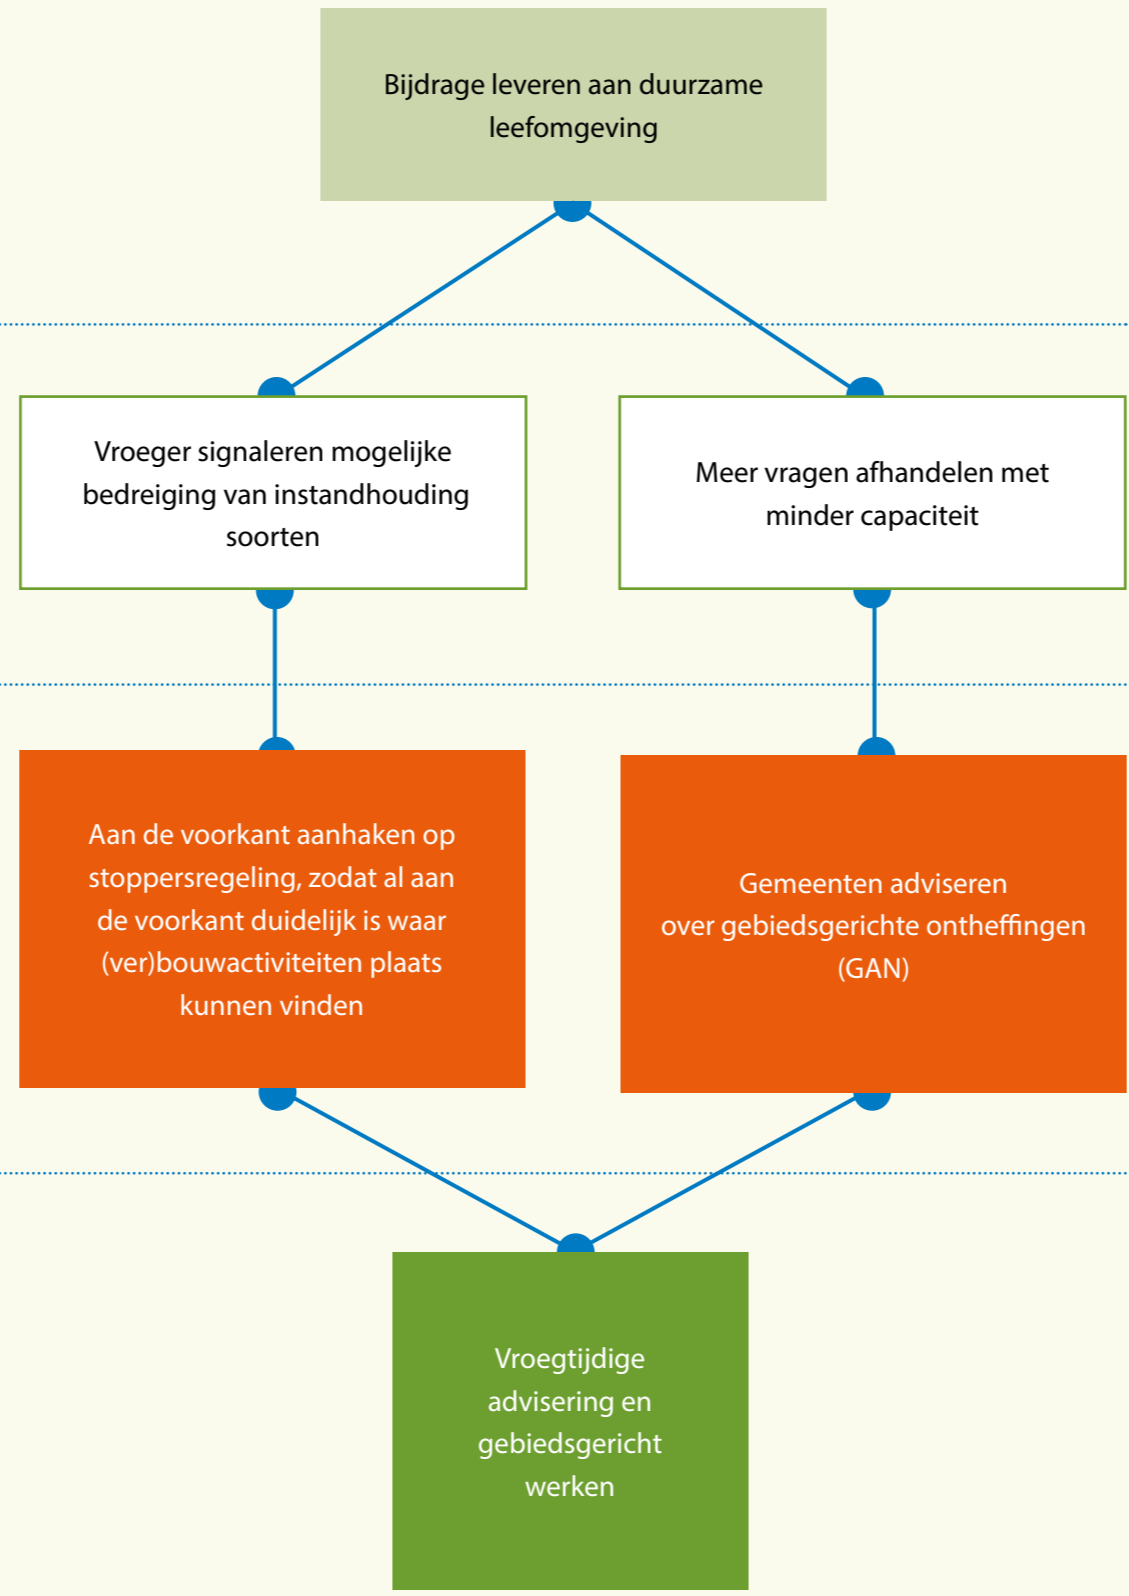 Bijdrage leveren aan duurzame
leefomgeving
Vroeger signaleren mogelijke
bedreiging van instandhouding
soorten
Meer vragen afhandelen met
minder capaciteit
Aan de voorkant aanhaken op
stoppersregeling, zodat al aan
de voorkant duidelijk is waar
(ver)bouwactiviteiten plaats
kunnen vinden
Gemeenten adviseren
over gebiedsgerichte ontheffingen
(GAN)
Vroegtijdige
advisering en
gebiedsgericht
werken